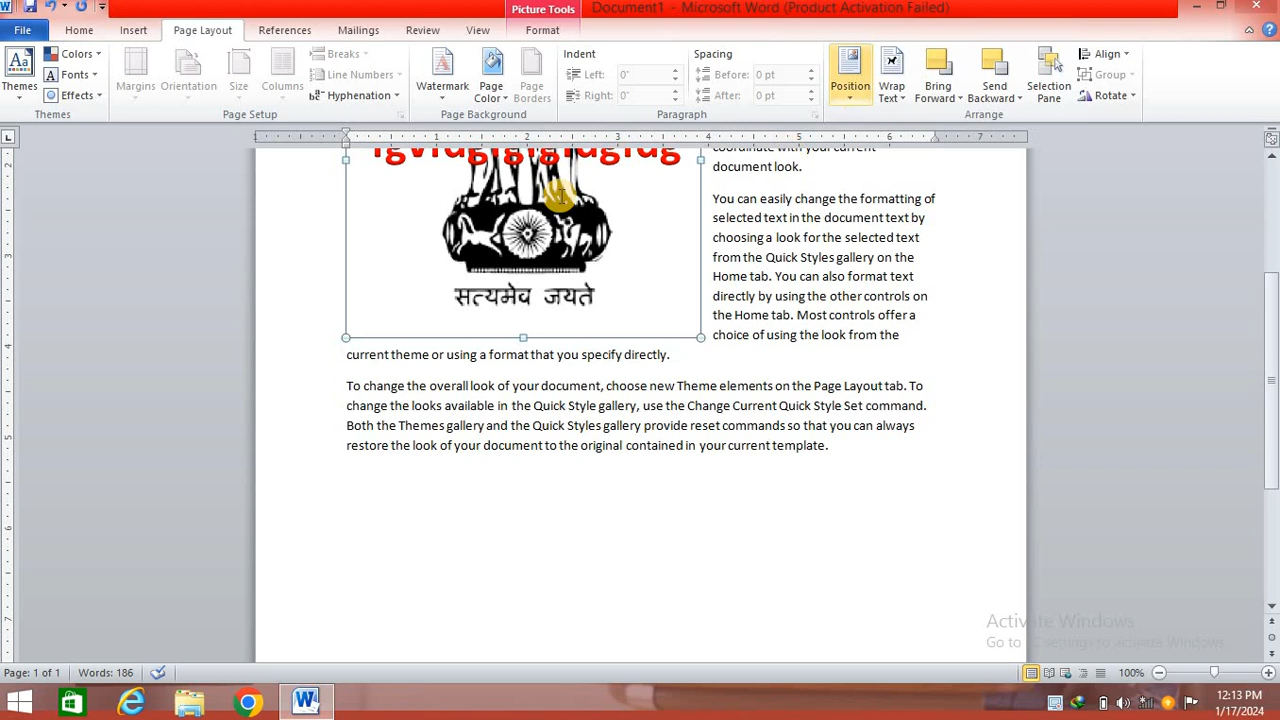 Picture Tools
Document1 - Microsoft Word (Product Activation Failed)
File Home Insert Page Layout References Mailings Review View Format
Themes
Colors
Fonts
Effects
Themes
Margins
Orientation
Size
Columns
Breaks
Line Numbers
Hyphenation
Page Setup
Watermark
Page Color
Page Borders
Page Background
Indent
Left: 0"
Right: 0"
Spacing
Before: 0 pt
After: 0 pt
Paragraph
Position
Wrap Text
Bring Forward
Send Backward
Selection Pane
Align
Group
Rotate
Arrange
coordinate with your current
document look.
You can easily change the formatting of
selected text in the document text by
choosing a look for the selected text
from the Quick Styles gallery on the
Home tab. You can also format text
directly by using the other controls on
the Home tab. Most controls offer a
choice of using the look from the
सत्यमेव जयते
current theme or using a format that you specify directly.
To change the overall look of your document, choose new Theme elements on the Page Layout tab. To
change the looks available in the Quick Style gallery, use the Change Current Quick Style Set command.
Both the Themes gallery and the Quick Styles gallery provide reset commands so that you can always
restore the look of your document to the original contained in your current template.
Activate Windows
Go to PC settings to activate Windows.
Page: 1 of 1 Words: 186 100%
12:13 PM
1/17/2024